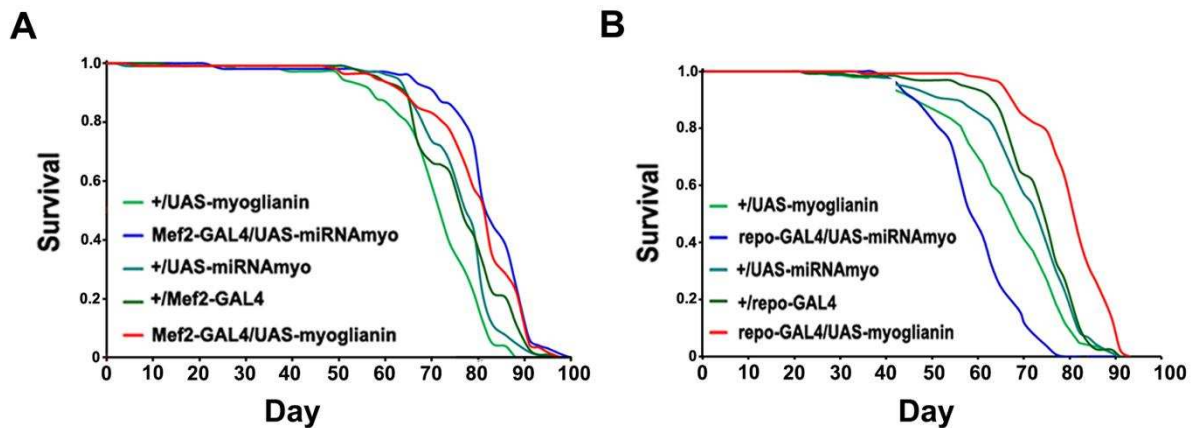 A
Survival
1.0
0.8
0.6
0.4
0.2
0
+/UAS-myoglianin
Mef2-GAL4/UAS-miRNAmyo
+/UAS-miRNAmyo
+/Mef2-GAL4
Mef2-GAL4/UAS-myoglianin
0 10 20 30 40 50 60 70 80 90 100
Day
B
Survival
1.0
0.8
0.6
0.4
0.2
0
+/UAS-myoglianin
repo-GAL4/UAS-miRNAmyo
+/UAS-miRNAmyo
+/repo-GAL4
repo-GAL4/UAS-myoglianin
0 10 20 30 40 50 60 70 80 90 100
Day